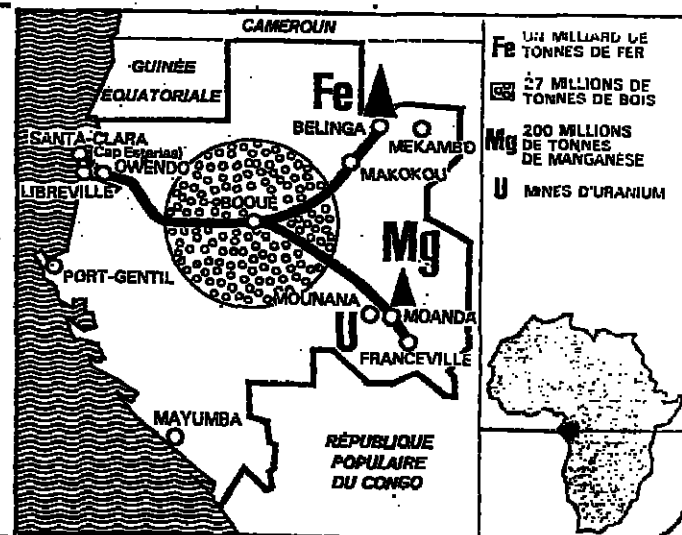 CAMEROUN
GUINÉE
ÉQUATORIALE
Fe
SANTA-CLARA
(Cap Esterias)
OWENDO
LIBREVILLE
BELINGA
MEKAMBO
MAKOKOU
BOOUE
Mg
PORT-GENTIL
MOUNANA
MOANDA
U
FRANCEVILLE
MAYUMBA
RÉPUBLIQUE
POPULAIRE
DU CONGO
Fe UN MILLIARD DE
TONNES DE FER
27 MILLIONS DE
TONNES DE BOIS
Mg 200 MILLIONS
DE TONNES
DE MANGANÈSE
U MINES D'URANIUM